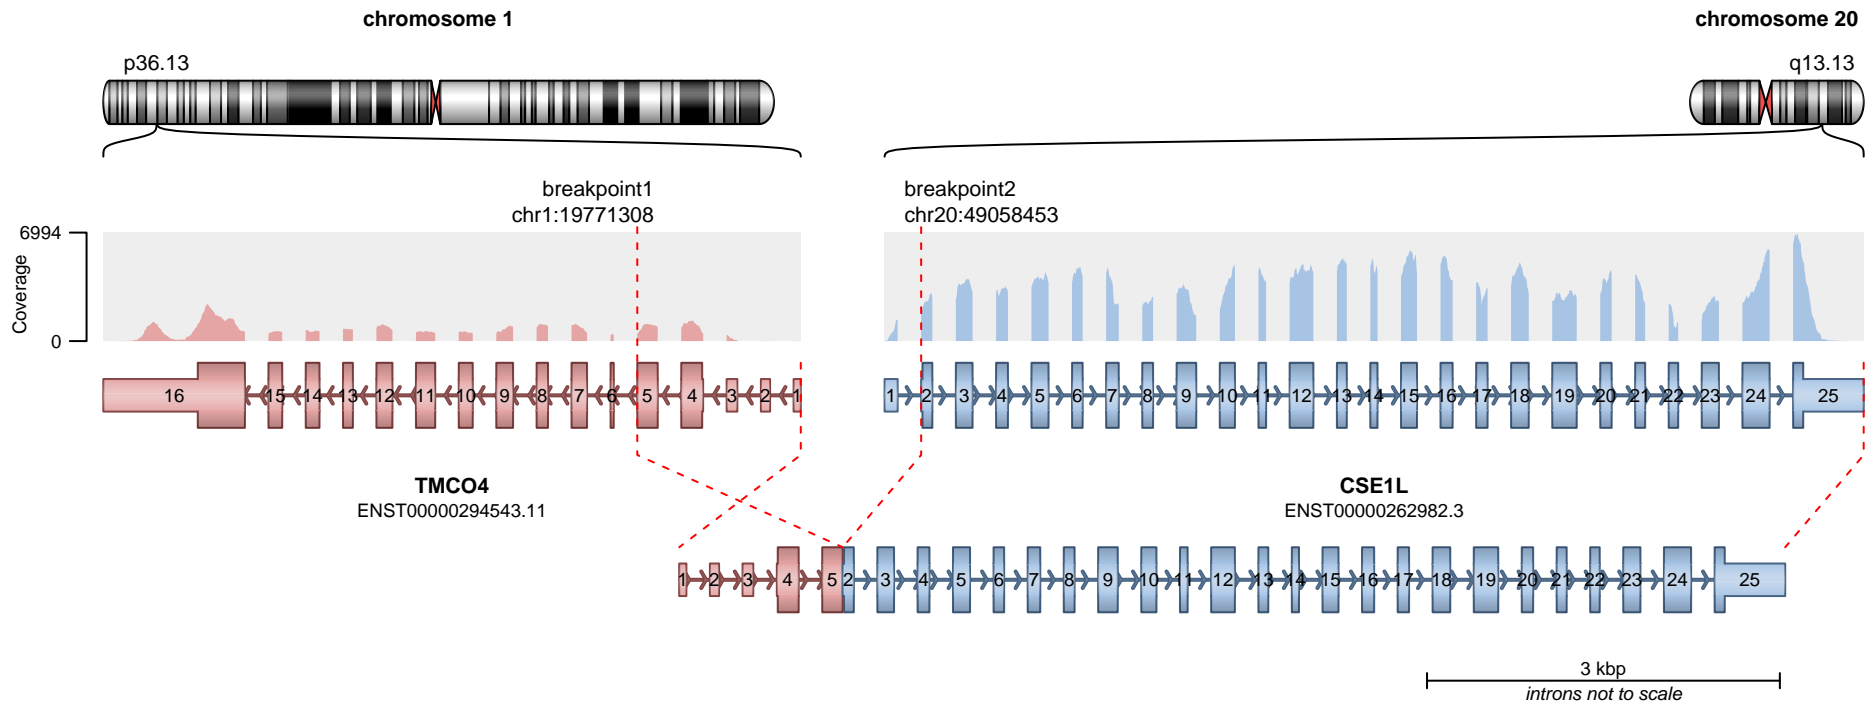 chromosome 1
chromosome 20
p36.13
q13.13
breakpoint1
chr1:19771308
breakpoint2
chr20:49058453
6994
Coverage
0
16 15 14 13 12 11 10 9 8 7 6 5 4 3 2 1
1 2 3 4 5 6 7 8 9 10 11 12 13 14 15 16 17 18 19 20 21 22 23 24 25
TMCO4
ENST00000294543.11
CSE1L
ENST00000262982.3
1 2 3 4 5 2 3 4 5 6 7 8 9 10 11 12 13 14 15 16 17 18 19 20 21 22 23 24 25
3 kbp
introns not to scale